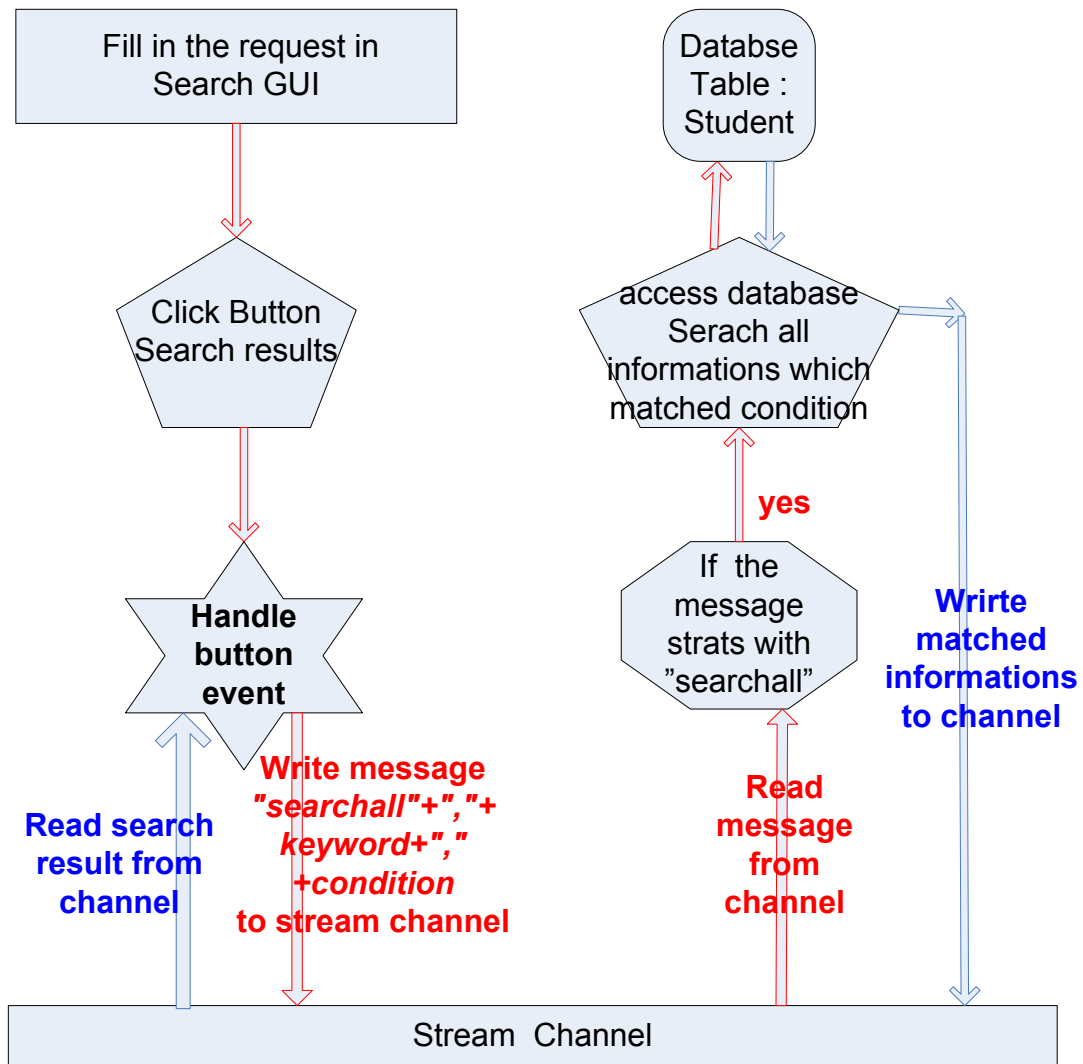 Fill in the request in
Search GUI
Click Button
Search results
Handle
button
event
Read search
result from
channel
Write message
"searchall"+","+
keyword+","
+condition
to stream channel
Databse
Table :
Student
access database
Serach all
informations which
matched condition
yes
If the
message
strats with
”searchall”
Wrirte
matched
informations
to channel
Read
message
from
channel
Stream Channel